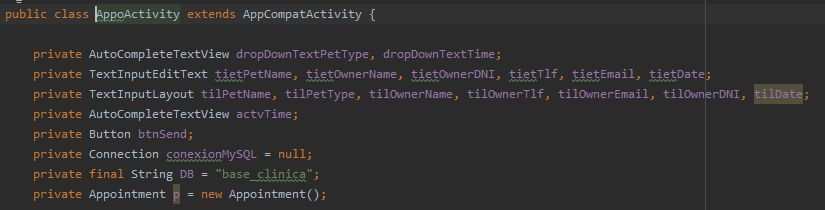 public class AppoActivity extends AppCompatActivity {
private AutoCompleteTextView dropDownTextPetType, dropDownTextTime;
private TextInputEditText tietPetName, tietOwnerName, tietOwnerDNI, tietTlf, tietEmail, tietDate;
private TextInputLayout tilPetName, tilPetType, tilOwnerName, tilOwnerTlf, tilOwnerEmail, tilOwnerDNI, tilDate;
private AutoCompleteTextView actvTime;
private Button btnSend;
private Connection conexionMySQL = null;
private final String DB = "base_clinica";
private Appointment p = new Appointment();